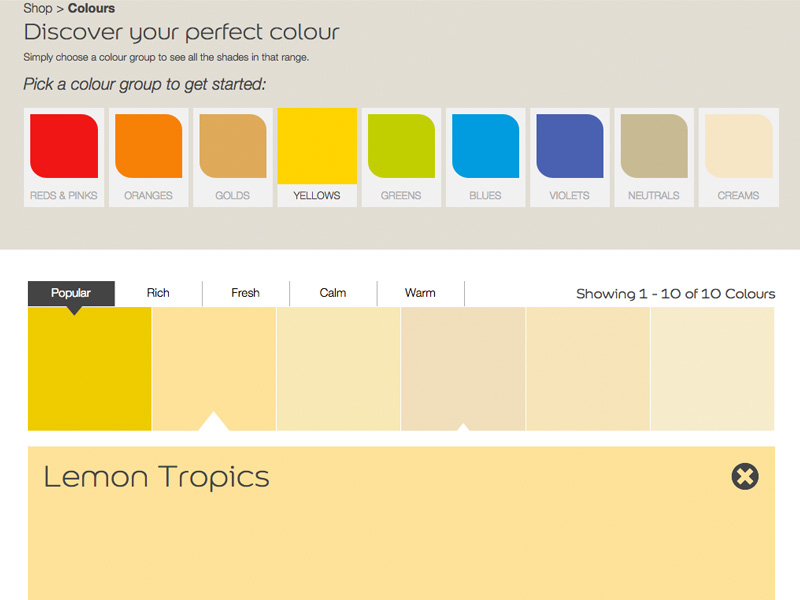 Shop > Colours
Discover your perfect colour
Simply choose a colour group to see all the shades in that range.
Pick a colour group to get started:
REDS & PINKS ORANGES GOLDS YELLOWS GREENS BLUES VIOLETS NEUTRALS CREAMS
Popular Rich Fresh Calm Warm Showing 1 - 10 of 10 Colours
Lemon Tropics